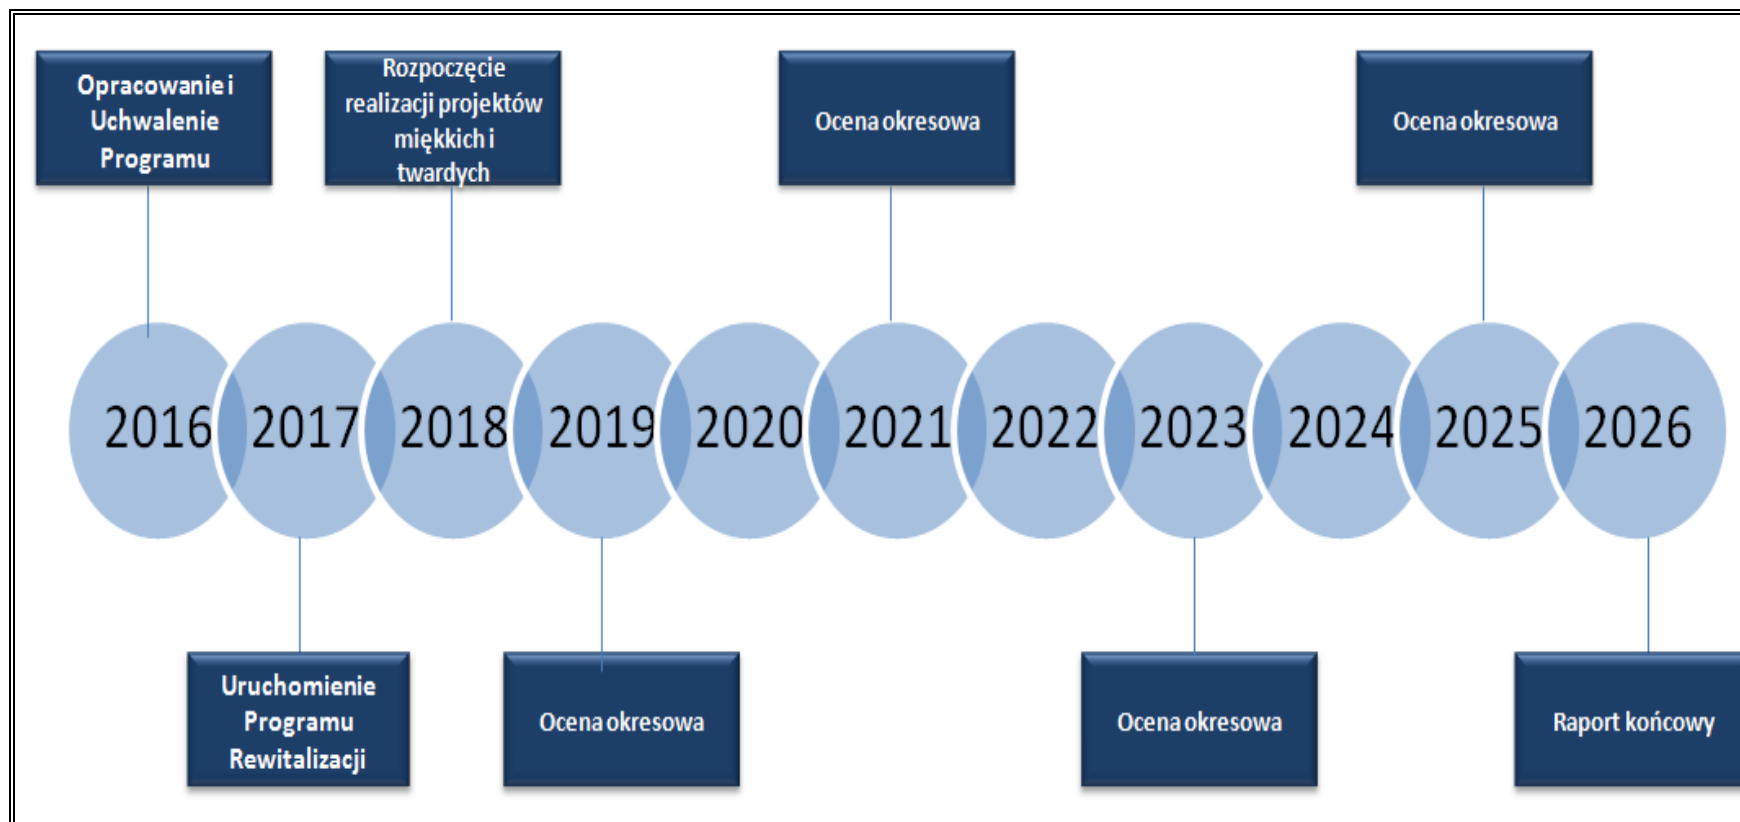 Opracowanie i
Uchwalenie
Programu
Rozpoczęcie
realizacji projektów
miękkich i
twardych
Ocena okresowa
Ocena okresowa
2016
2017
2018
2019
2020
2021
2022
2023
2024
2025
2026
Uruchomienie
Programu
Rewitalizacji
Ocena okresowa
Ocena okresowa
Raport końcowy